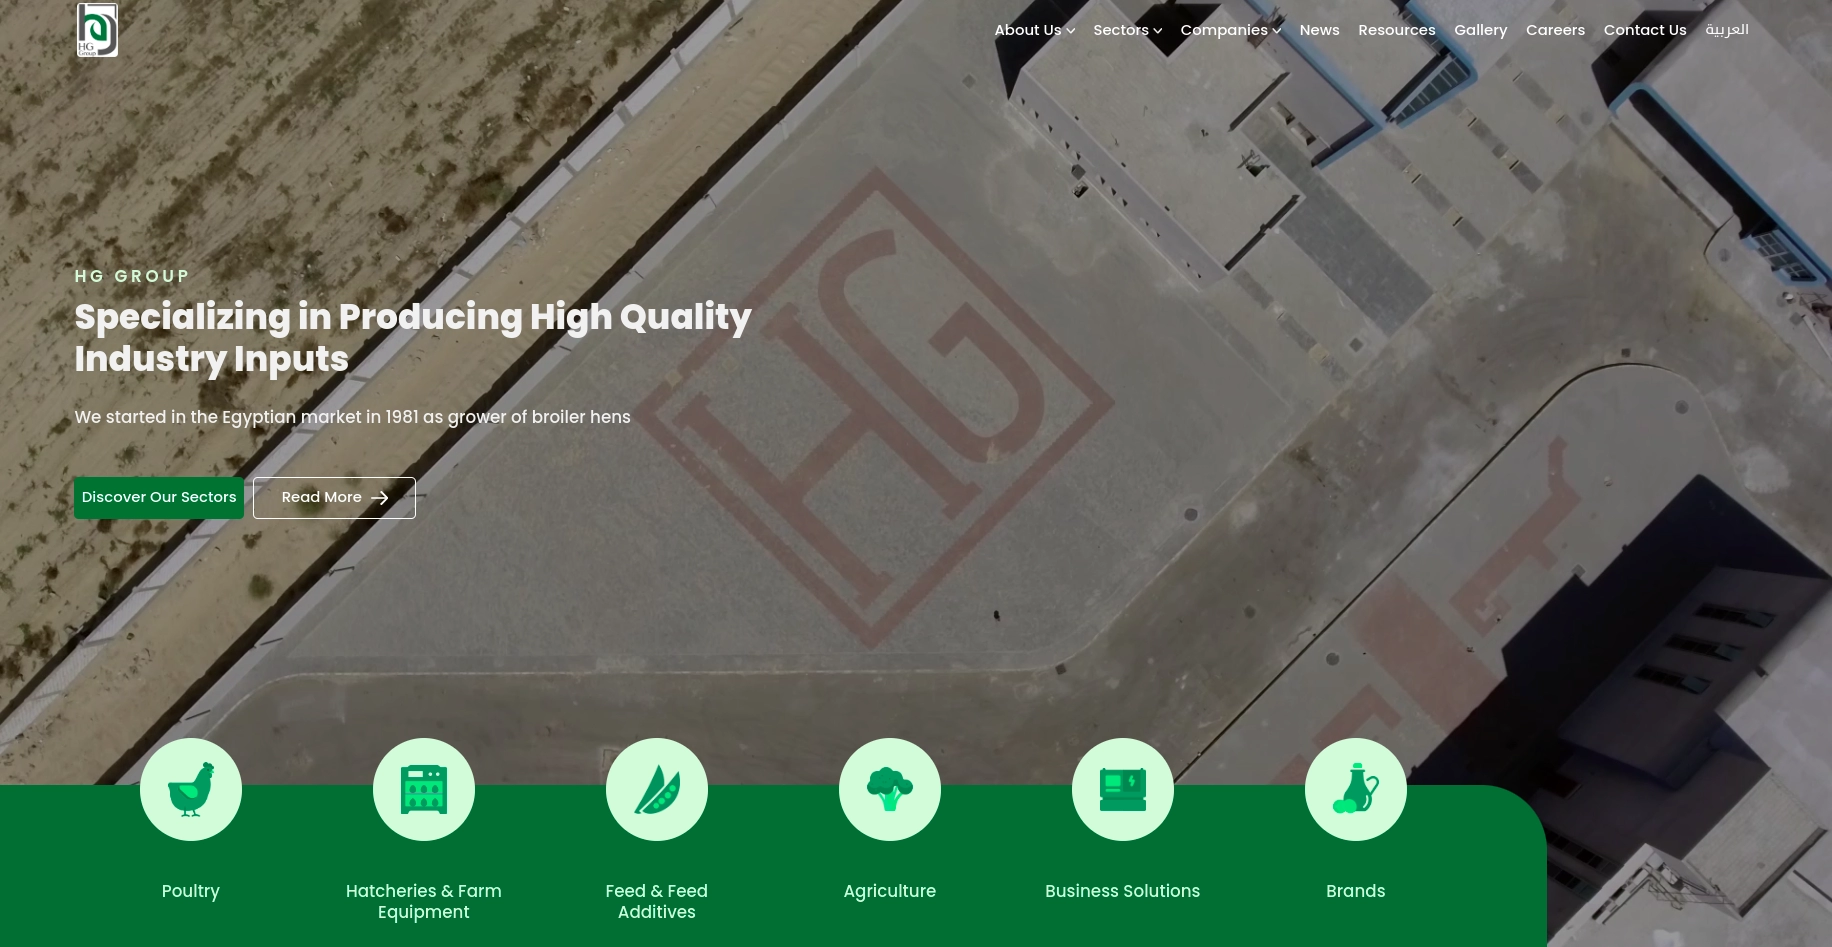 HG
Group
About Us
Sectors
Companies
News
Resources
Gallery
Careers
Contact Us
العربية
HG GROUP
Specializing in Producing High Quality
Industry Inputs
We started in the Egyptian market in 1981 as grower of broiler hens
Discover Our Sectors
Read More
HG
Poultry
Hatcheries & Farm
Equipment
Feed & Feed
Additives
Agriculture
Business Solutions
Brands